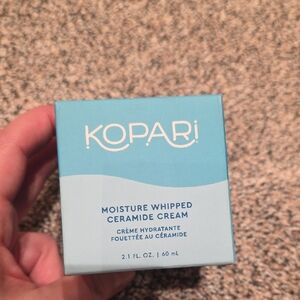 KOPARI
MOISTURE WHIPPED
CERAMIDE CREAM
CRÈME HYDRATANTE
FOUETTÉE AU CÉRAMIDE
2.1 FL. OZ. | 60 mL